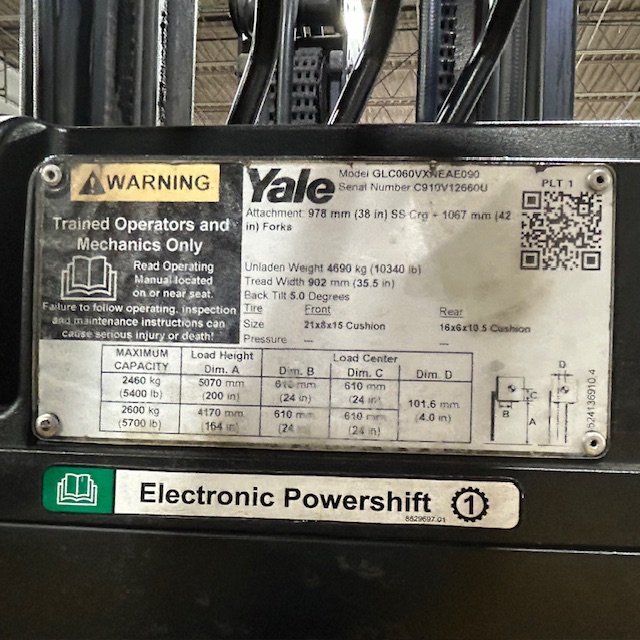 WARNING
Trained Operators and
Mechanics Only
Read Operating
Manual located
on or near seat.
Failure to follow operating, inspection
and maintenance instructions can
cause serious injury or death!
Yale
Model GLC060VXNEAE090
Serial Number C910V12660U
PLT 1
Attachment: 978 mm (38 in) SS Crg + 1067 mm (42
in) Forks
Unladen Weight 4690 kg (10340 lb)
Tread Width 902 mm (35.5 in)
Back Tilt 5.0 Degrees
Tire Front Rear
Size 21x8x15 Cushion 16x6x10.5 Cushion
Pressure — —
MAXIMUM CAPACITY Load Height Dim. A Load Center Dim. B Dim. C Dim. D
2460 kg (5400 lb) 5070 mm (200 in) 610 mm (24 in) 610 mm (24 in) 101.6 mm (4.0 in)
2600 kg (5700 lb) 4170 mm (164 in) 610 mm (24 610 mm (24 in)
D
C
B
A
524136910.4
Electronic Powershift 1
8529697.01